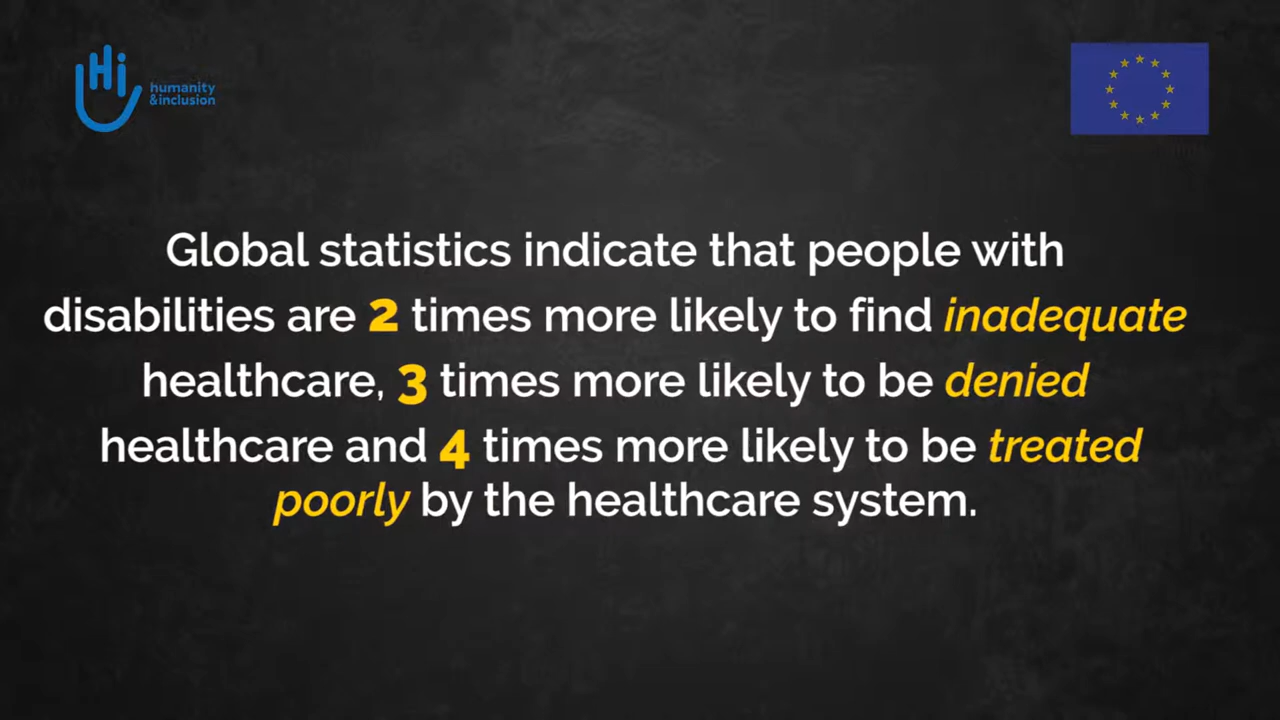 Hi humanity
&inclusion
Global statistics indicate that people with
disabilities are 2 times more likely to find inadequate
healthcare, 3 times more likely to be denied
healthcare and 4 times more likely to be treated
poorly by the healthcare system.